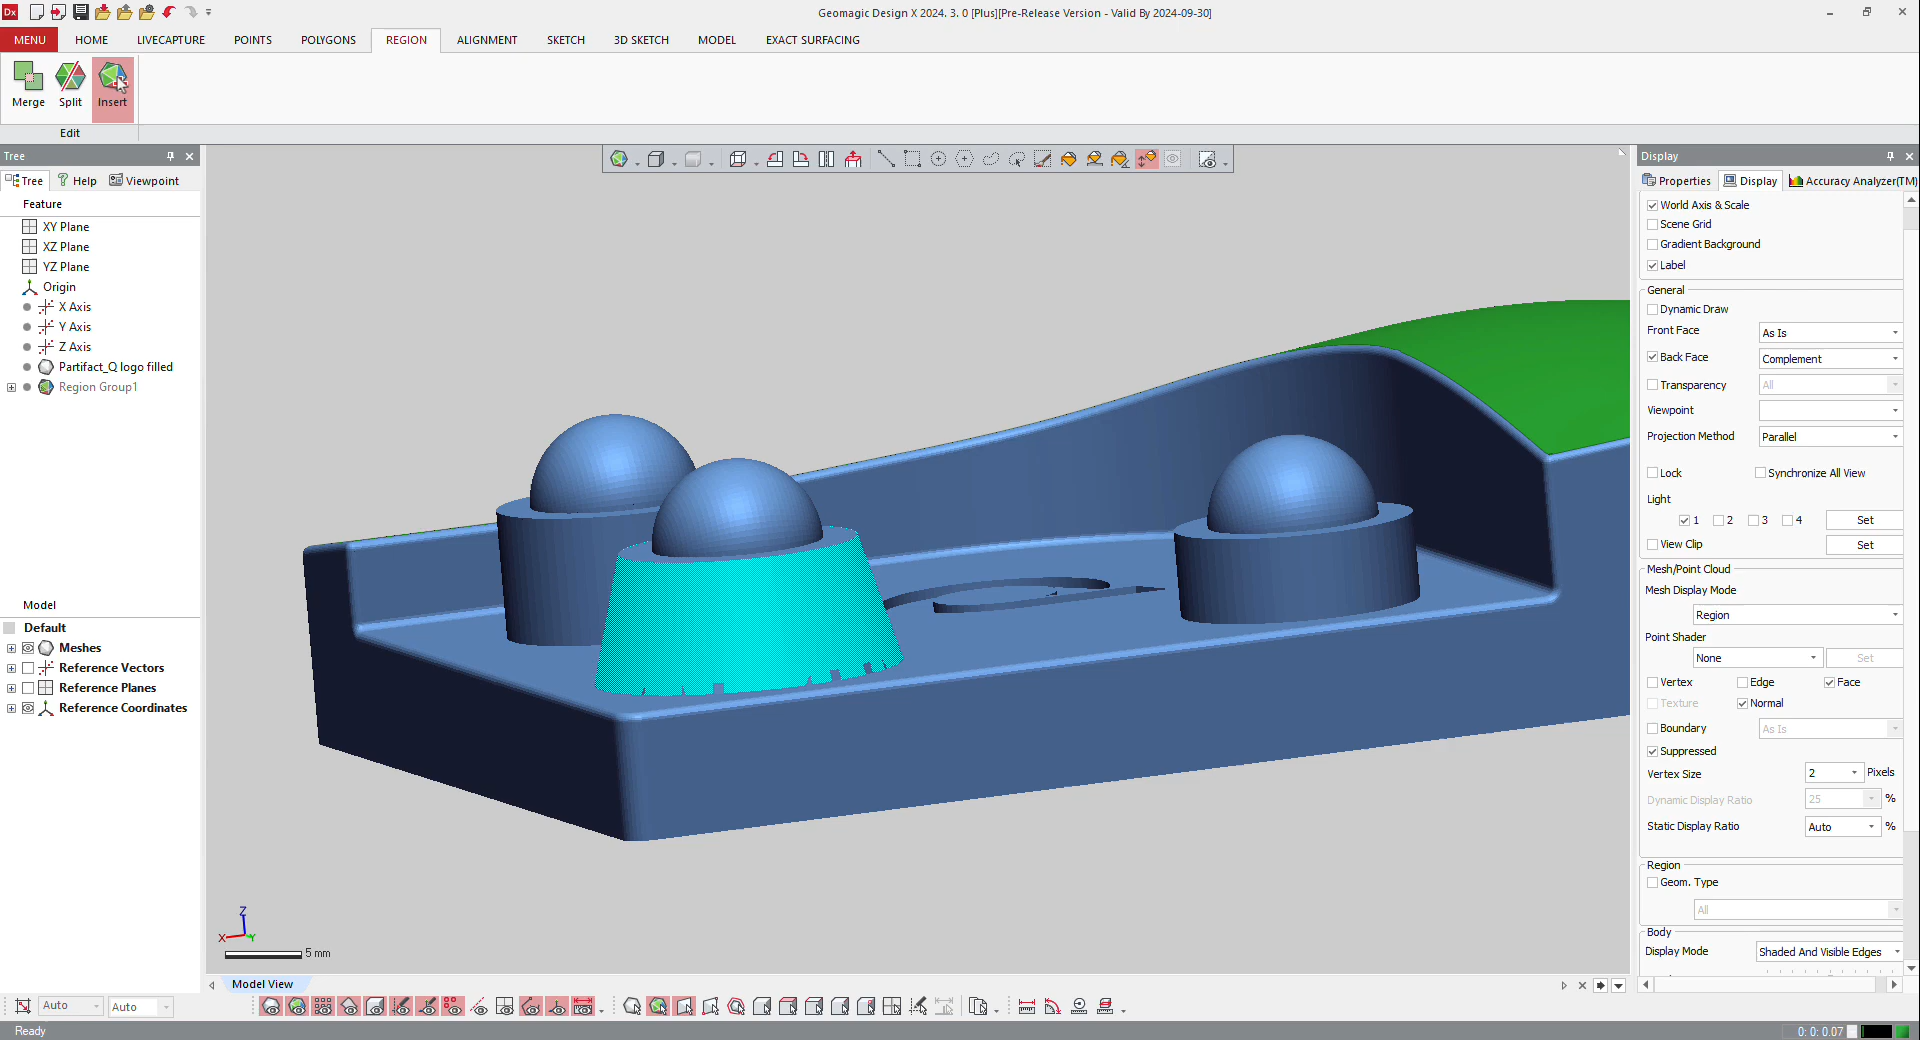 Dx
Geomagic Design X 2024. 3. 0 [Plus][Pre-Release Version - Valid By 2024-09-30]
MENU HOME LIVECAPTURE POINTS POLYGONS REGION ALIGNMENT SKETCH 3D SKETCH MODEL EXACT SURFACING
Merge Split Insert
Edit
Tree
Tree Help Viewpoint
Feature
XY Plane
XZ Plane
YZ Plane
Origin
X Axis
Y Axis
Z Axis
Partifact_Q logo filled
Region Group1
Model
Default
Meshes
Reference Vectors
Reference Planes
Reference Coordinates
Z
X Y
5 mm
Model View
Display
Properties Display Accuracy Analyzer(TM)
World Axis & Scale
Scene Grid
Gradient Background
Label
General
Dynamic Draw
Front Face As Is
Back Face Complement
Transparency All
Viewpoint
Projection Method Parallel
Lock Synchronize All View
Light
1 2 3 4 Set
View Clip Set
Mesh/Point Cloud
Mesh Display Mode
Region
Point Shader
None Set
Vertex Edge Face
Texture Normal
Boundary As Is
Suppressed
Vertex Size 2 Pixels
Dynamic Display Ratio 25 %
Static Display Ratio Auto %
Region
Geom. Type
All
Body
Display Mode Shaded And Visible Edges
Auto Auto
Ready
0: 0: 0.07